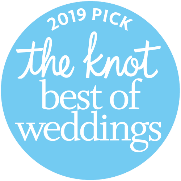 2019 PICK
the knot
best of
weddings